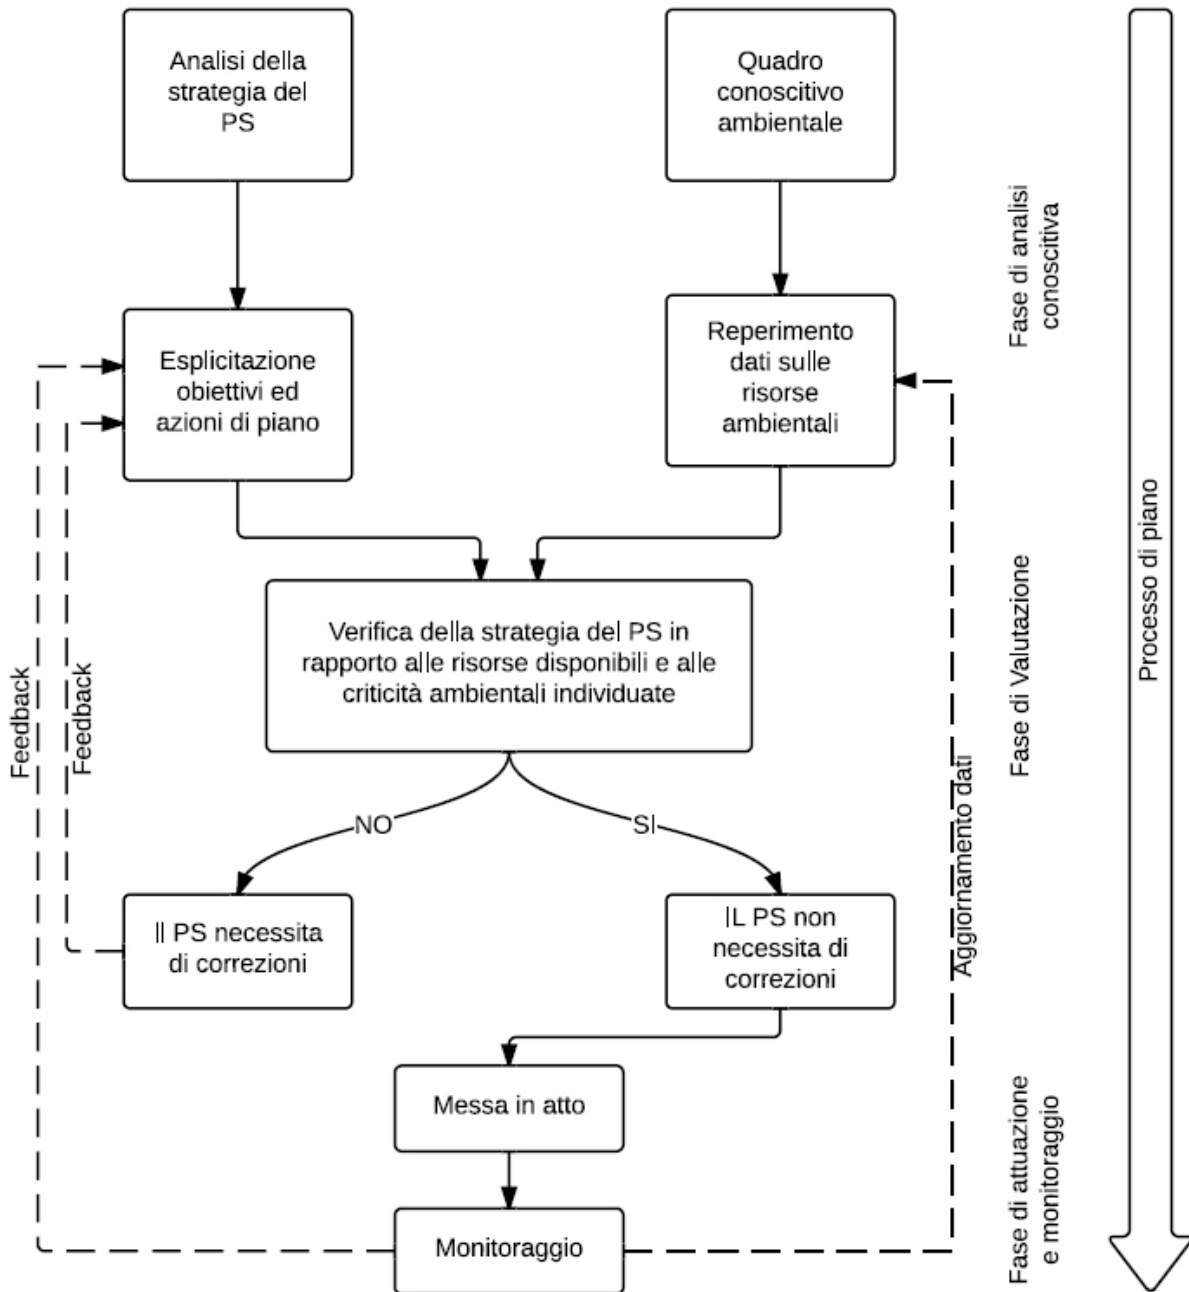 Analisi della
strategia del
PS
Quadro
conoscitivo
ambientale
Fase di analisi
conoscitiva
Esplicitazione
obiettivi ed
azioni di piano
Reperimento
dati sulle
risorse
ambientali
Processo di piano
Verifica della strategia del PS in
rapporto alle risorse disponibili e alle
criticità ambientali individuate
Feedback
Feedback
Fase di Valutazione
Aggiornamento dati
NO
SI
Il PS necessita
di correzioni
IL PS non
necessita di
correzioni
Messa in atto
Monitoraggio
Fase di attuazione
e monitoraggio